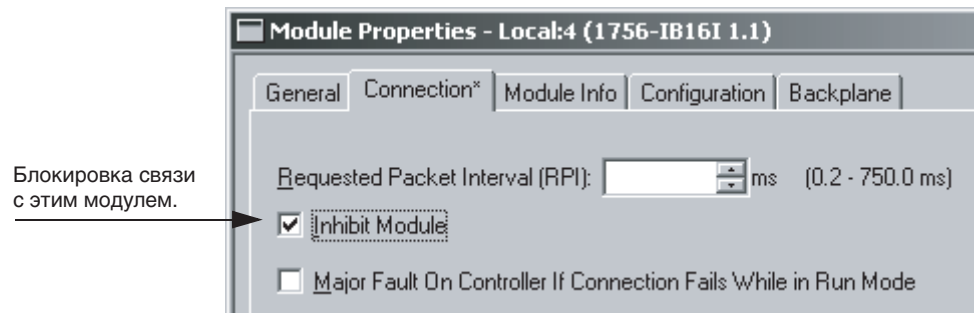 Module Properties - Local:4 (1756-IB16I 1.1)
General Connection* Module Info Configuration Backplane
Requested Packet Interval (RPI): ms (0.2 - 750.0 ms)
Блокировка связи
с этим модулем.
Inhibit Module
Major Fault On Controller If Connection Fails While in Run Mode